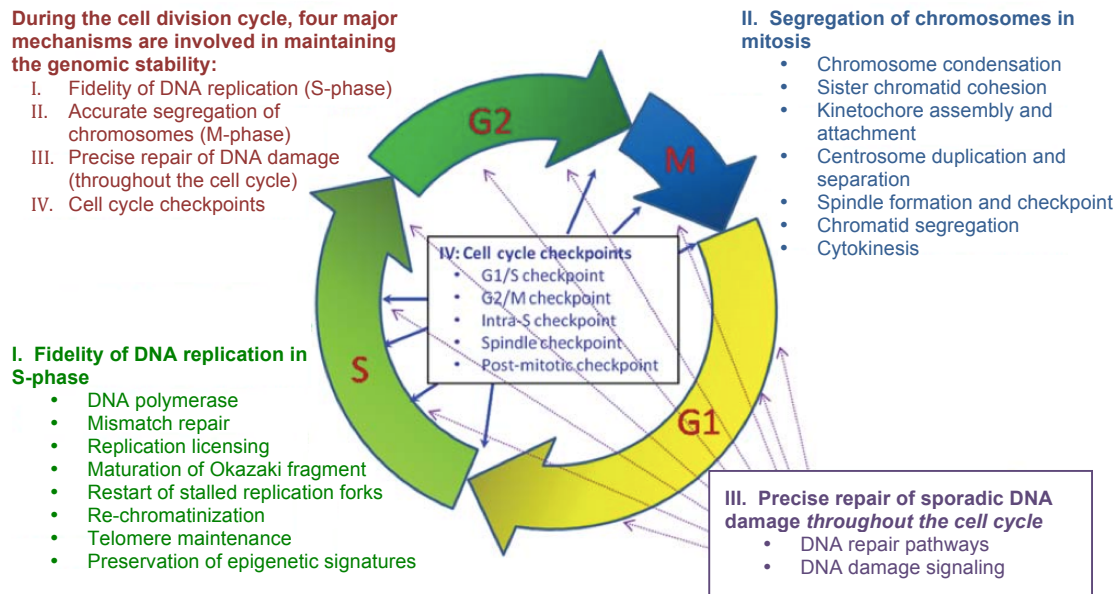 During the cell division cycle, four major
mechanisms are involved in maintaining
the genomic stability:
I. Fidelity of DNA replication (S-phase)
II. Accurate segregation of
chromosomes (M-phase)
III. Precise repair of DNA damage
(throughout the cell cycle)
IV. Cell cycle checkpoints
II. Segregation of chromosomes in
mitosis
• Chromosome condensation
• Sister chromatid cohesion
• Kinetochore assembly and
attachment
• Centrosome duplication and
separation
• Spindle formation and checkpoint
• Chromatid segregation
• Cytokinesis
G2
M
IV: Cell cycle checkpoints
• G1/S checkpoint
• G2/M checkpoint
• Intra-S checkpoint
• Spindle checkpoint
• Post-mitotic checkpoint
S
G1
I. Fidelity of DNA replication in
S-phase
• DNA polymerase
• Mismatch repair
• Replication licensing
• Maturation of Okazaki fragment
• Restart of stalled replication forks
• Re-chromatinization
• Telomere maintenance
• Preservation of epigenetic signatures
III. Precise repair of sporadic DNA
damage throughout the cell cycle
• DNA repair pathways
• DNA damage signaling